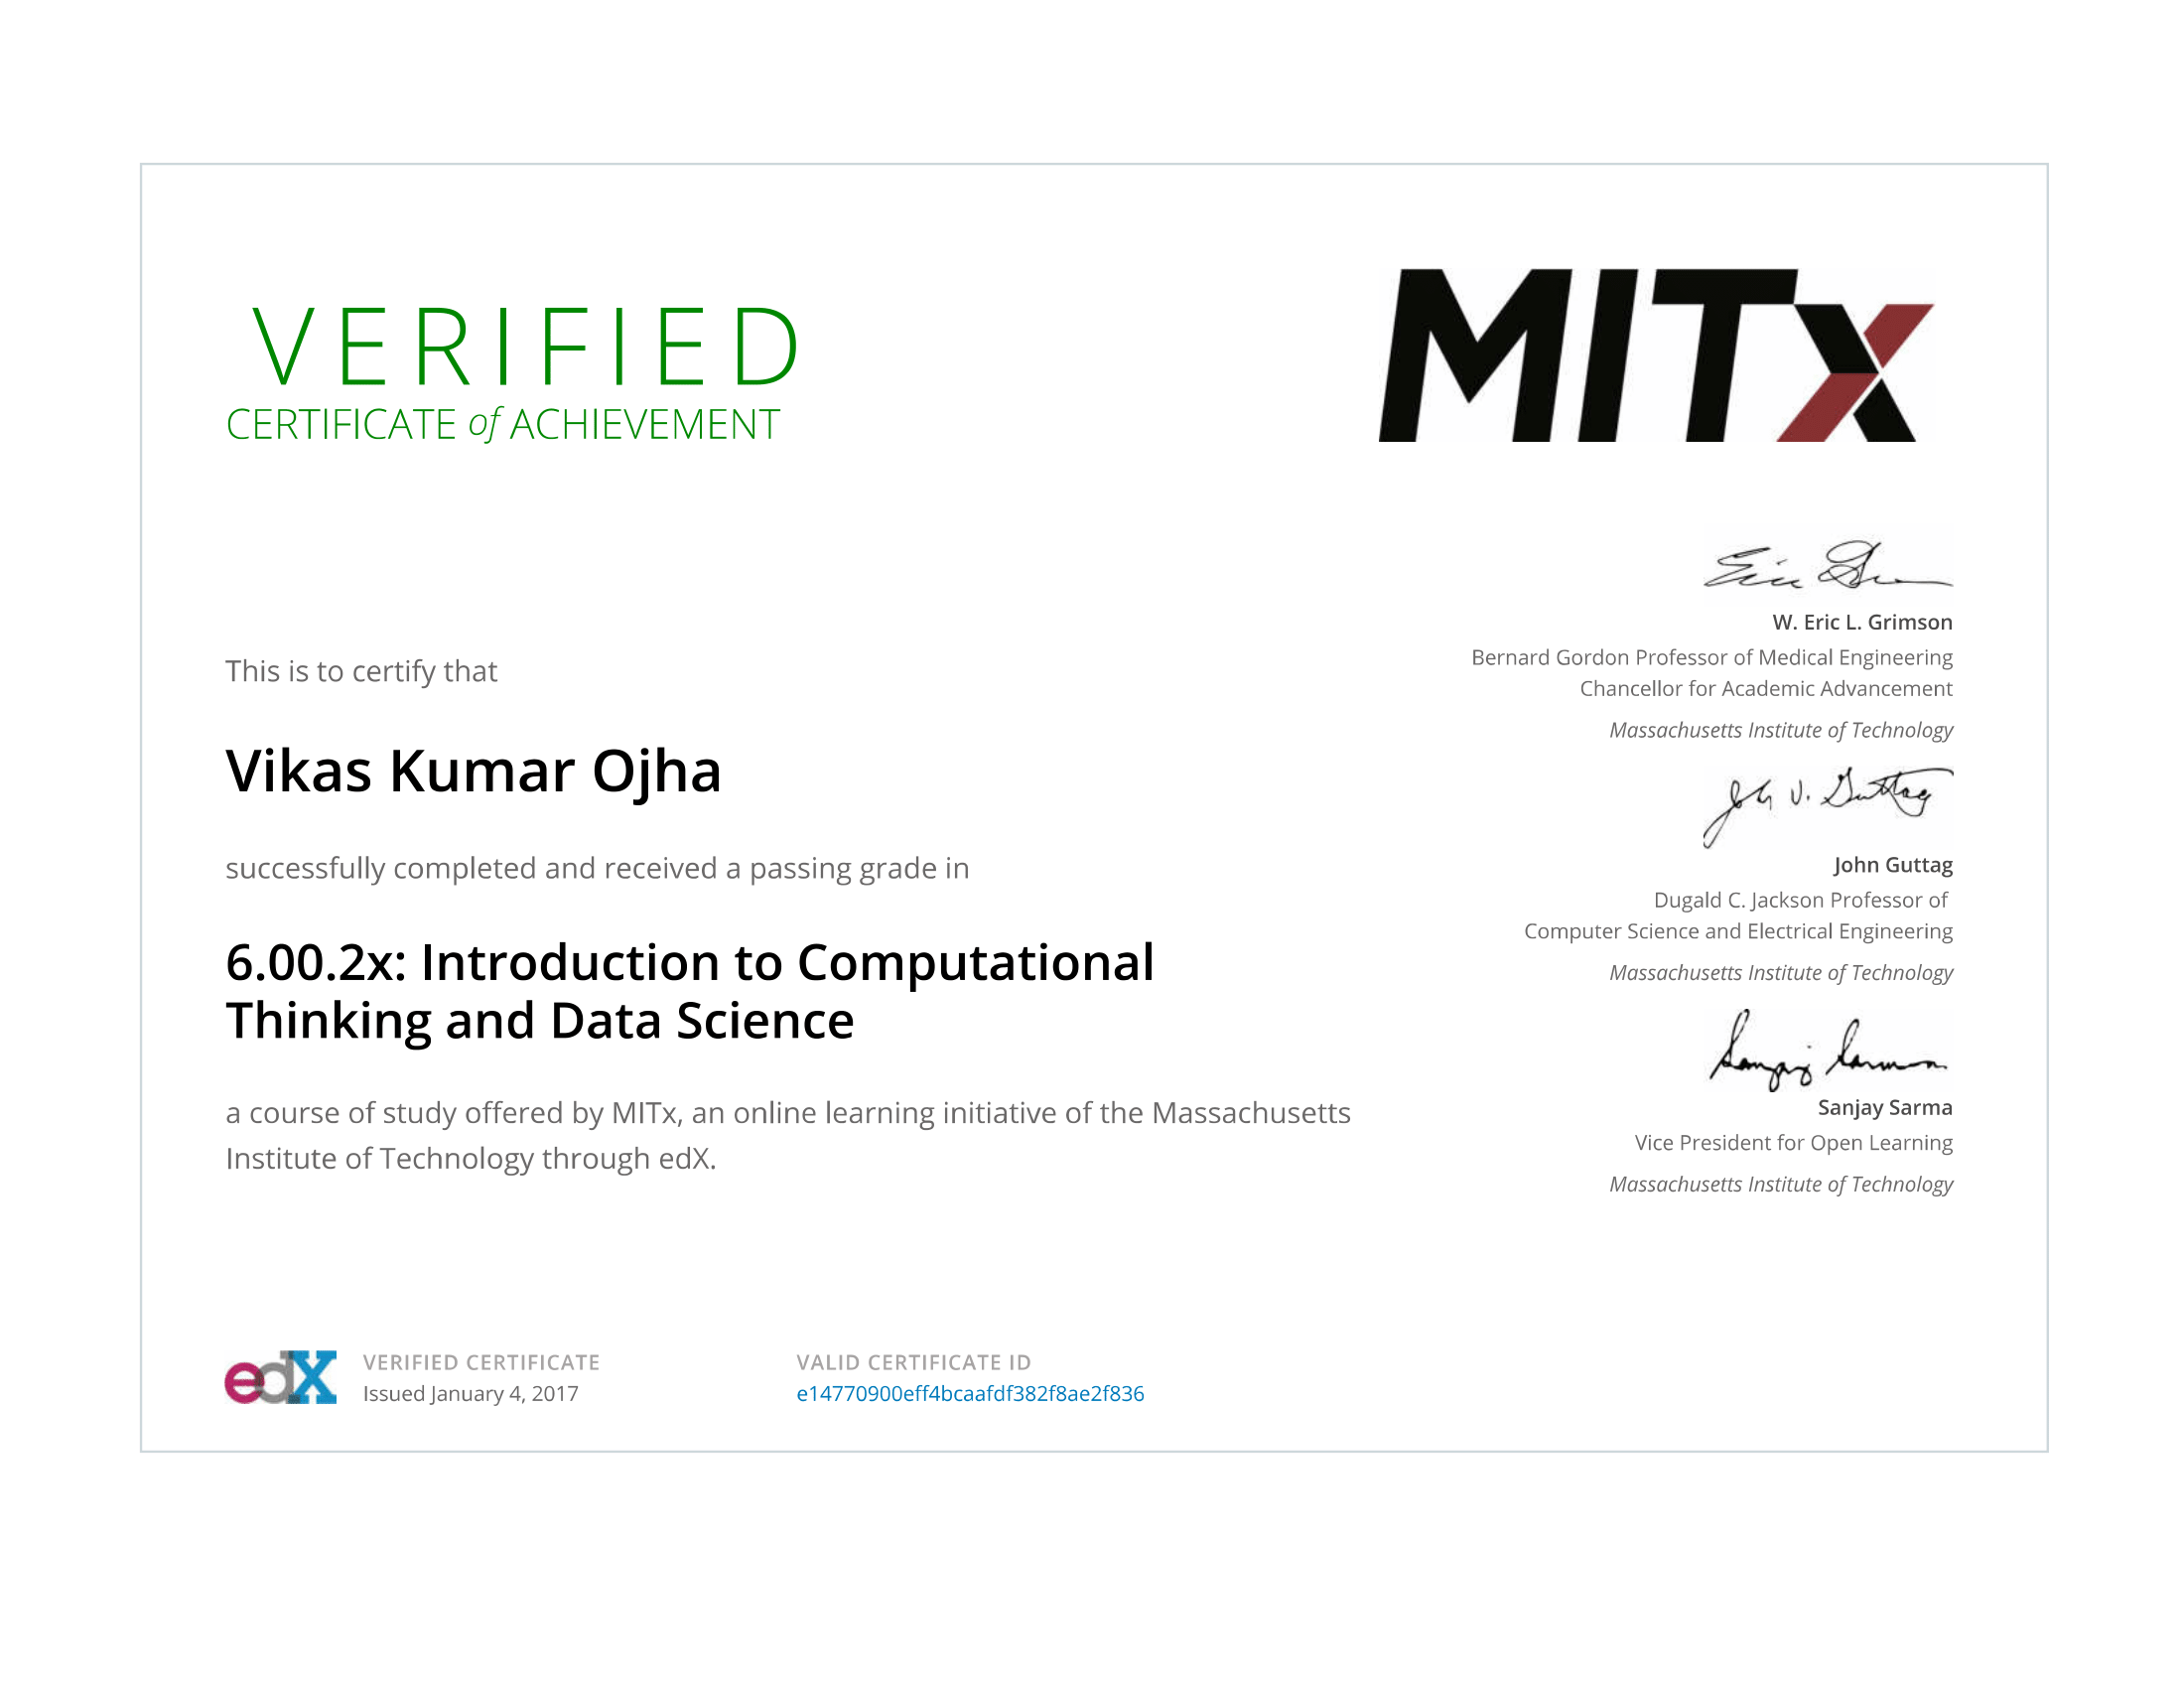 VERIFIED
CERTIFICATE of ACHIEVEMENT
MITx
This is to certify that
Vikas Kumar Ojha
successfully completed and received a passing grade in
6.00.2x: Introduction to Computational
Thinking and Data Science
a course of study offered by MITx, an online learning initiative of the Massachusetts
Institute of Technology through edX.
W. Eric L. Grimson
Bernard Gordon Professor of Medical Engineering
Chancellor for Academic Advancement
Massachusetts Institute of Technology
John V. Guttag
John Guttag
Dugald C. Jackson Professor of
Computer Science and Electrical Engineering
Massachusetts Institute of Technology
Sanjay Sarma
Sanjay Sarma
Vice President for Open Learning
Massachusetts Institute of Technology
edX
VERIFIED CERTIFICATE
Issued January 4, 2017
VALID CERTIFICATE ID
e14770900eff4bcaafdf382f8ae2f836